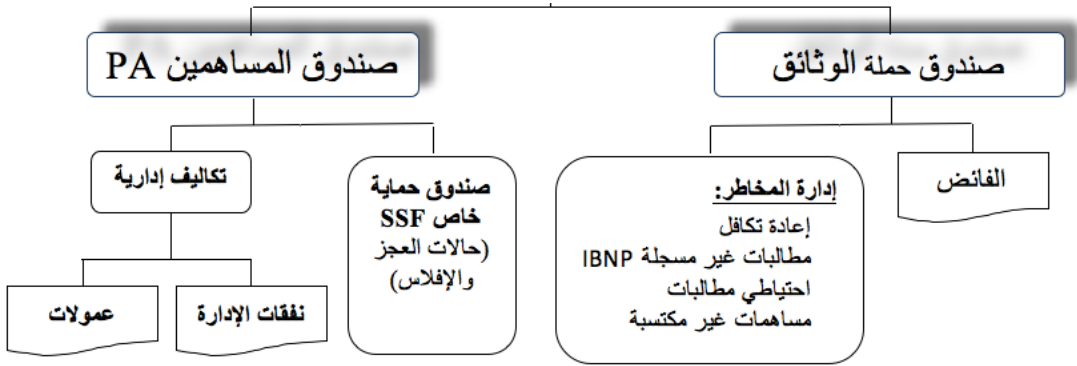 صندوق حملة الوثائق
صندوق المساهمين PA
الفائض
إدارة المخاطر:
إعادة تكافل
مطالبات غير مسجلة IBNP
احتياطي مطالبات
مساهمات غير مكتسبة
صندوق حماية
خاص SSF
(حالات العجز
والإفلاس)
تكاليف إدارية
نفقات الإدارة
عمولات